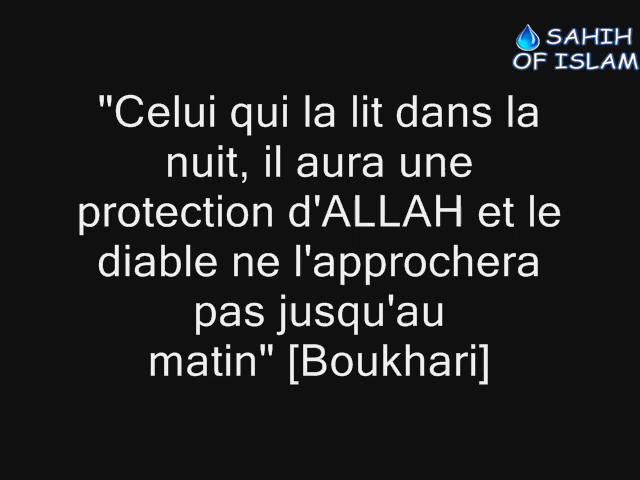 SAHIH
OF ISLAM
"Celui qui la lit dans la
nuit, il aura une
protection d'ALLAH et le
diable ne l'approchera
pas jusqu'au
matin" [Boukhari]